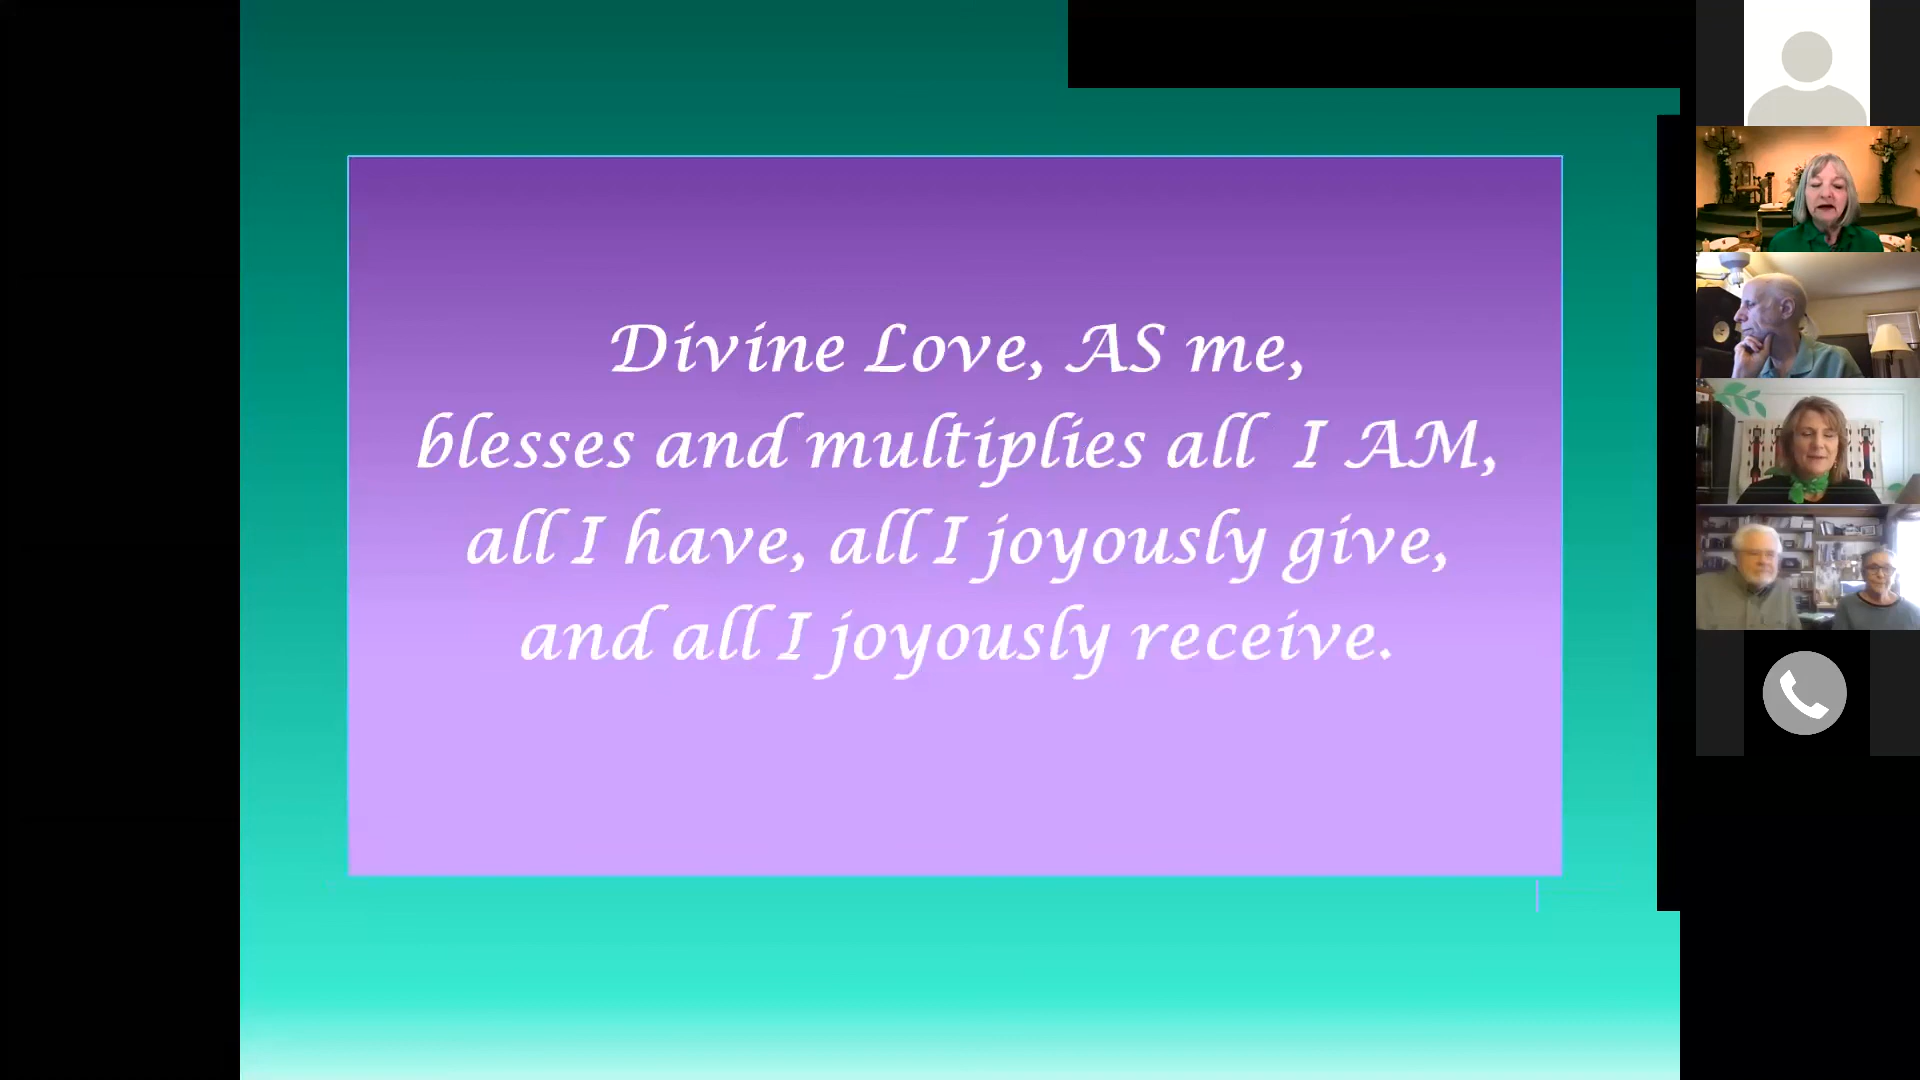 Divine Love, AS me,
blesses and multiplies all I AM,
all I have, all I joyously give,
and all I joyously receive.